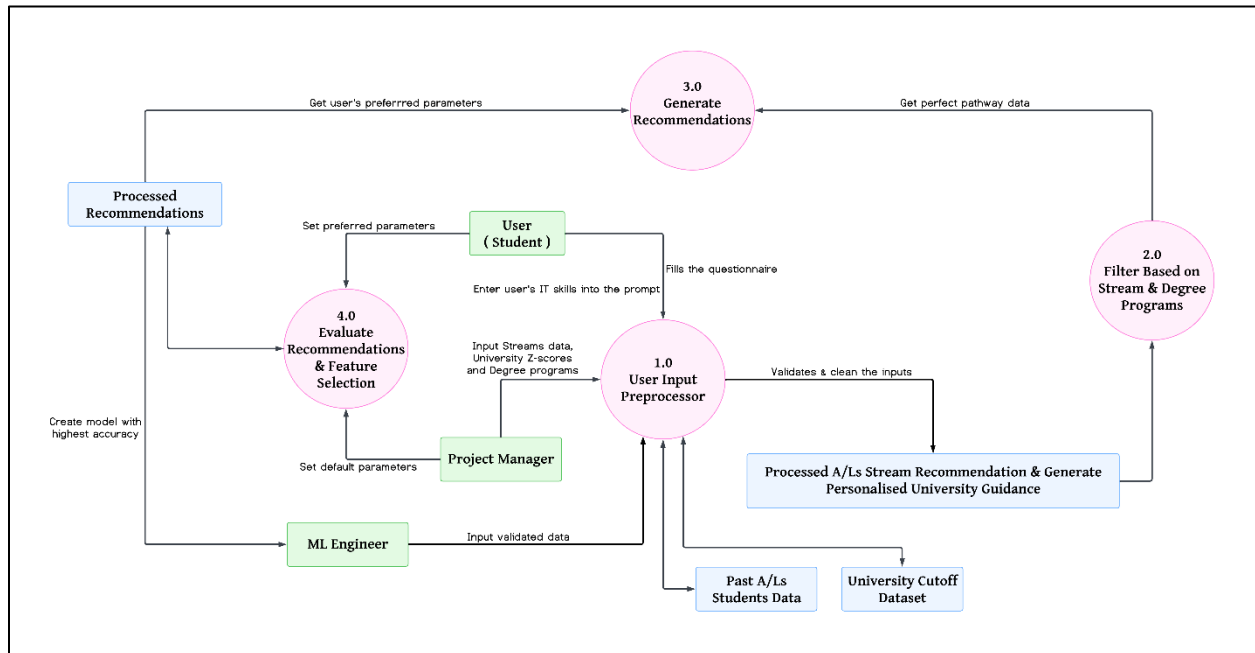 3.0
Generate
Recommendations
Get user's preferrred parameters
Get perfect pathway data
Processed
Recommendations
User
( Student )
Set preferred parameters
Fills the questionnaire
Enter user's IT skills into the prompt
2.0
Filter Based on
Stream & Degree
Programs
4.0
Evaluate
Recommendations
& Feature
Selection
Input Streams data,
University Z-scores
and Degree programs
1.0
User Input
Preprocessor
Validates & clean the inputs
Create model with
highest accuracy
Set default parameters
Project Manager
Processed A/Ls Stream Recommendation & Generate
Personalised University Guidance
ML Engineer
Input validated data
Past A/Ls
Students Data
University Cutoff
Dataset